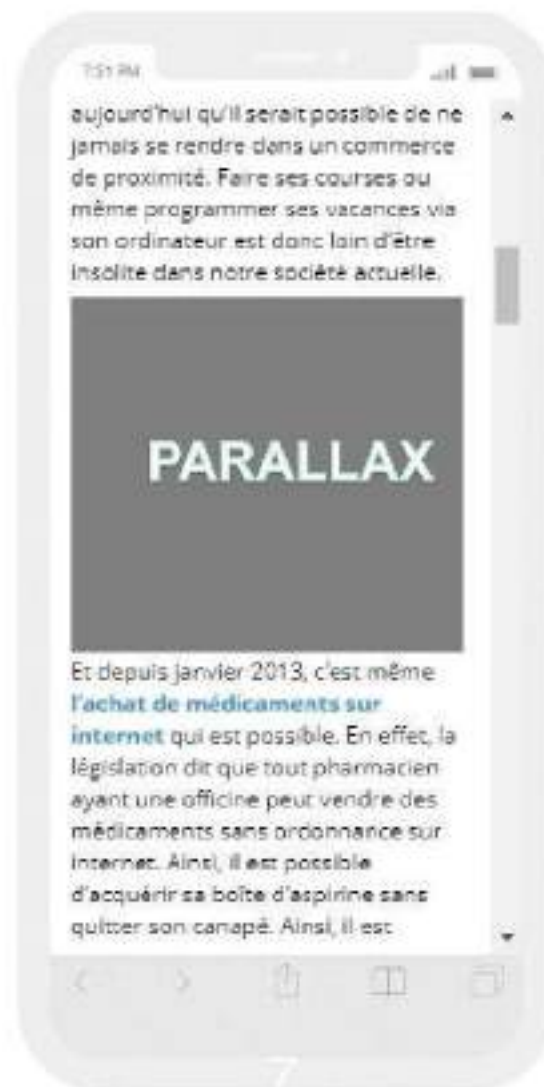 7:51 PM
aujourd'hui qu'il serait possible de ne
jamais se rendre dans un commerce
de proximité. Faire ses courses ou
même programmer ses vacances via
son ordinateur est donc loin d'être
insolite dans notre société actuelle.
PARALLAX
Et depuis janvier 2013, c'est même
l'achat de médicaments sur
internet qui est possible. En effet, la
législation dit que tout pharmacien
ayant une officine peut vendre des
médicaments sans ordonnance sur
internet. Ainsi, il est possible
d'acquérir sa boîte d'aspirine sans
quitter son canapé. Ainsi, il est
7